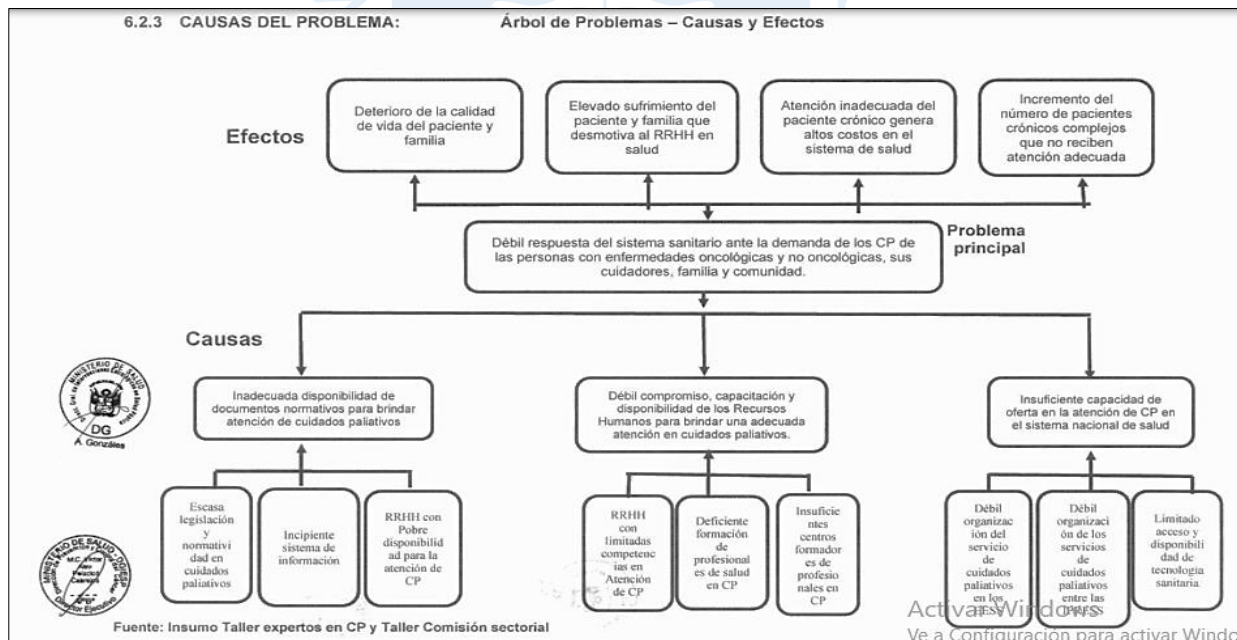 6.2.3 CAUSAS DEL PROBLEMA: Árbol de Problemas – Causas y Efectos
Efectos
Deterioro de la calidad
de vida del paciente y
familia
Elevado sufrimiento del
paciente y familia que
desmotiva al RRHH en
salud
Atención inadecuada del
paciente crónico genera
altos costos en el
sistema de salud
Incremento del
número de pacientes
crónicos complejos
que no reciben
atención adecuada
Problema
principal
Débil respuesta del sistema sanitario ante la demanda de los CP de
las personas con enfermedades oncológicas y no oncológicas, sus
cuidadores, familia y comunidad.
Causas
Inadecuada disponibilidad de
documentos normativos para brindar
atención de cuidados paliativos
Débil compromiso, capacitación y
disponibilidad de los Recursos
Humanos para brindar una adecuada
atención en cuidados paliativos.
Insuficiente capacidad de
oferta en la atención de CP en
el sistema nacional de salud
Escasa
legislación
y
normativi
dad en
cuidados
paliativos
Incipiente
sistema de
información
RRHH con
Pobre
disponibilid
ad para la
atención de
CP
RRHH
con
limitadas
competenc
ias en
Atención
de CP
Deficiente
formación
de
profesional
es de salud
en CP
Insuficie
ntes
centros
formador
es de
profesio
nales en
CP
Débil
organizac
ión del
servicio
de
cuidados
paliativos
en los
Débil
organizaci
ón de los
servicios
de
cuidados
paliativos
entre las
Limitado
acceso y
disponibili
dad de
tecnología
sanitaria.
MINISTERIO DE SALUD
DG
A. Gonzáles
MINISTERIO DE SALUD
Director Ejecutivo
Fuente: Insumo Taller expertos en CP y Taller Comisión sectorial
Activar Windows
Ve a Configuración para activar Windo